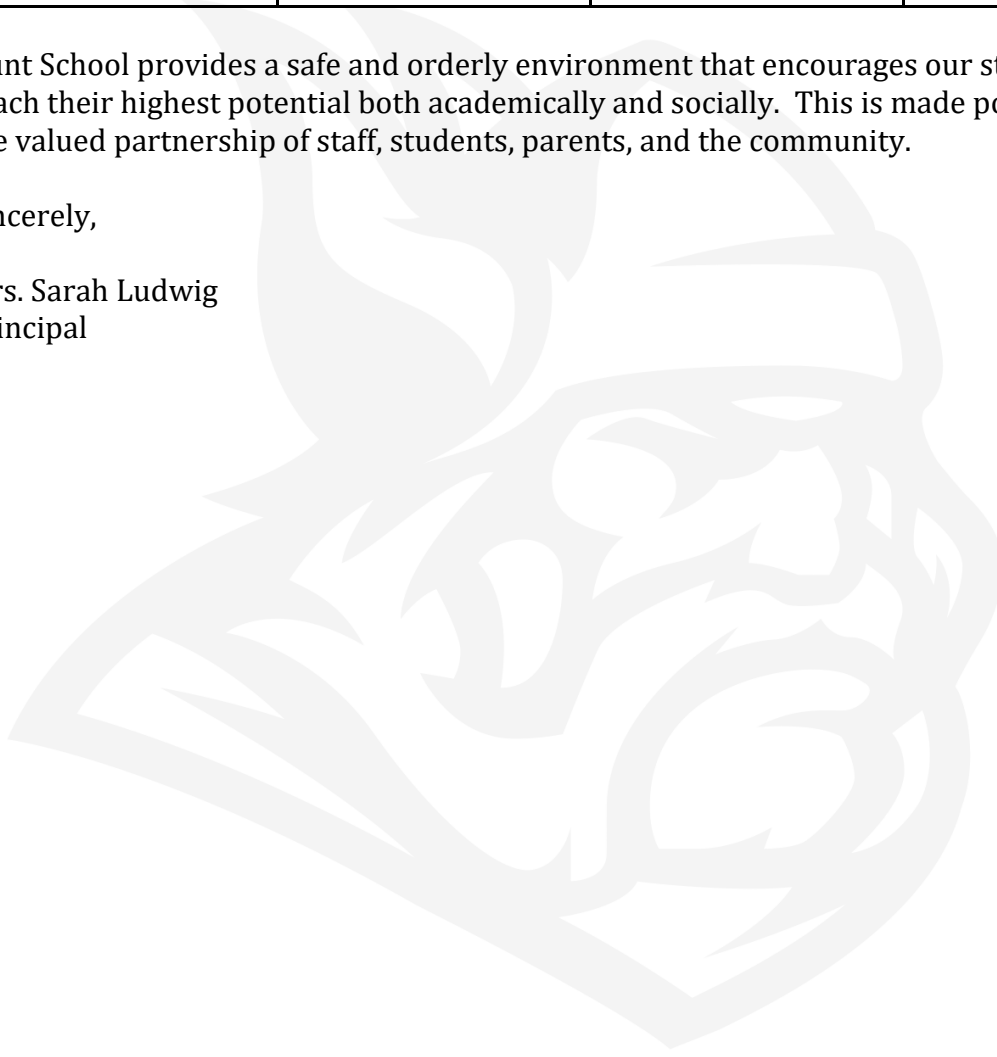 unt School provides a safe and orderly environment that encourages our st
ach their highest potential both academically and socially.  This is made po
e valued partnership of staff, students, parents, and the community.
ncerely,
rs. Sarah Ludwig
incipal